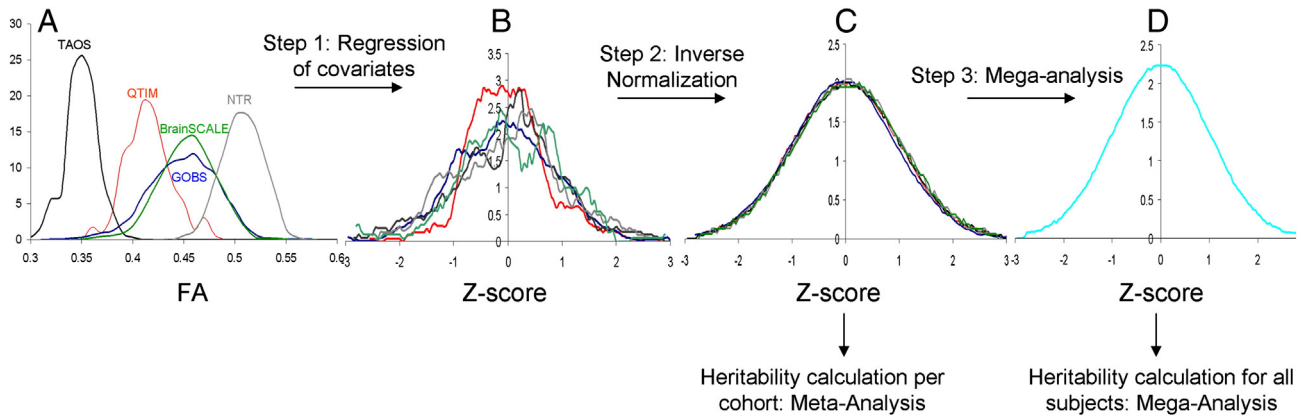 A
B
C
D
Step 1: Regression
of covariates
Step 2: Inverse
Normalization
Step 3: Mega-analysis
30
25
20
15
10
5
0
TAOS
QTIM
BrainSCALE
GOBS
NTR
0.3
0.35
0.4
0.45
0.5
0.55
0.6
FA
3.5
3
2.5
2
1.5
1
0.5
0
-3
-2
-1
0
1
2
3
Z-score
2.5
2
1.5
1
0.5
0
-3
-2
-1
0
1
2
3
Z-score
2.5
2
1.5
1
0.5
0
-3
-2
-1
0
1
2
Z-score
Heritability calculation per
cohort: Meta-Analysis
Heritability calculation for all
subjects: Mega-Analysis